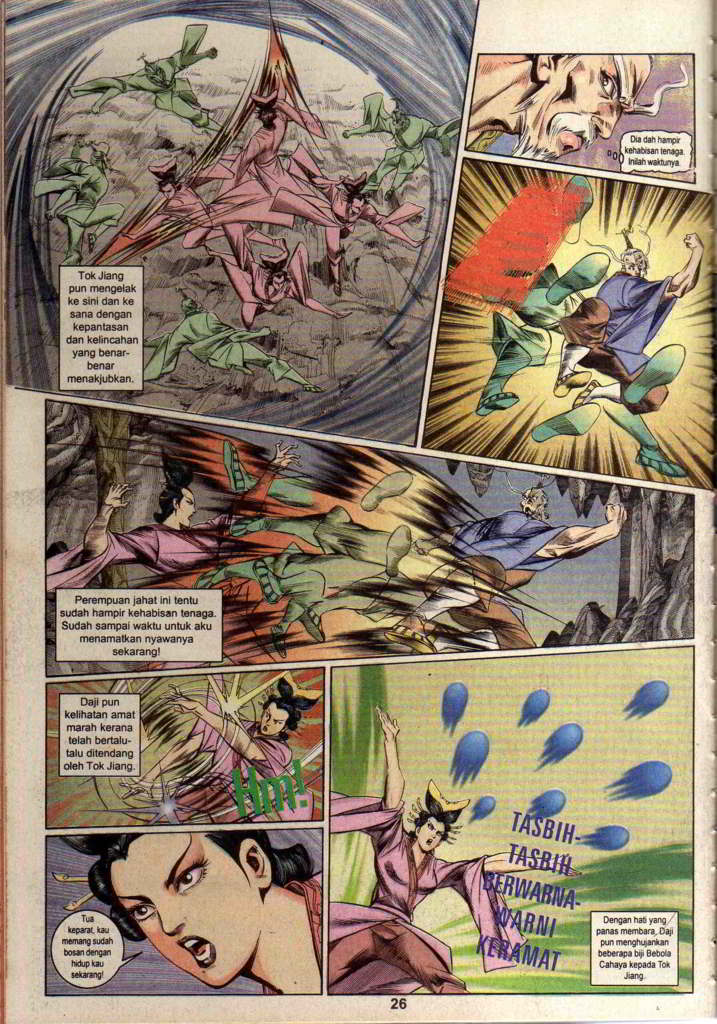 Tok Jiang
pun mengelak
ke sini dan ke
sana dengan
kepantasan
dan kelincahan
yang benar-
benar
menakjubkan.
Dia dah hampir
kehabisan tenaga.
Inilah waktunya.
Perempuan jahat ini tentu
sudah hampir kehabisan tenaga.
Sudah sampai waktu untuk aku
menamatkan nyawanya
sekarang!
Daji pun
kelihatan amat
marah kerana
telah bertalu-
talu ditendang
oleh Tok Jiang.
Hm!
Tua
keparat, kau
memang sudah
bosan dengan
hidup kau
sekarang!
TASBIH-
TASBIH
BERWARNA-
WARNI
KERAMAT
Dengan hati yang
panas membara, Daji
pun menghujankan
beberapa biji Bebola
Cahaya kepada Tok
Jiang.
26